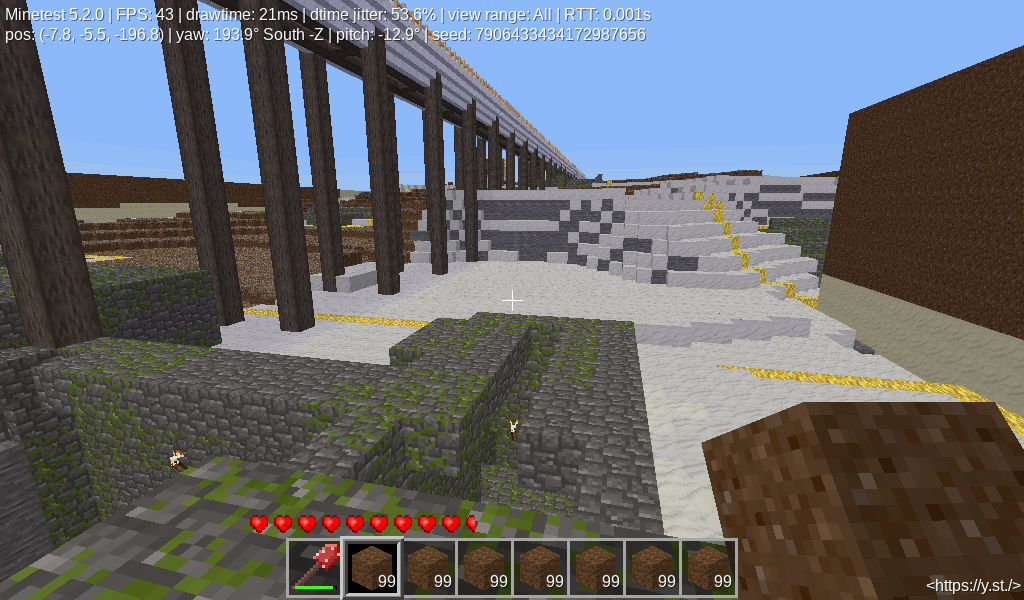 Minetest 5.2.0 | FPS: 43 | drawtime: 21ms | dtime jitter: 53.6% | view range: All | RTT: 0.001s
pos: (-7.8, -5.5, -196.8) | yaw: 193.9° South -Z | pitch: -12.9° | seed: 7906433434172987656
99 99 99 99 99 99 99
<https://y.st./>